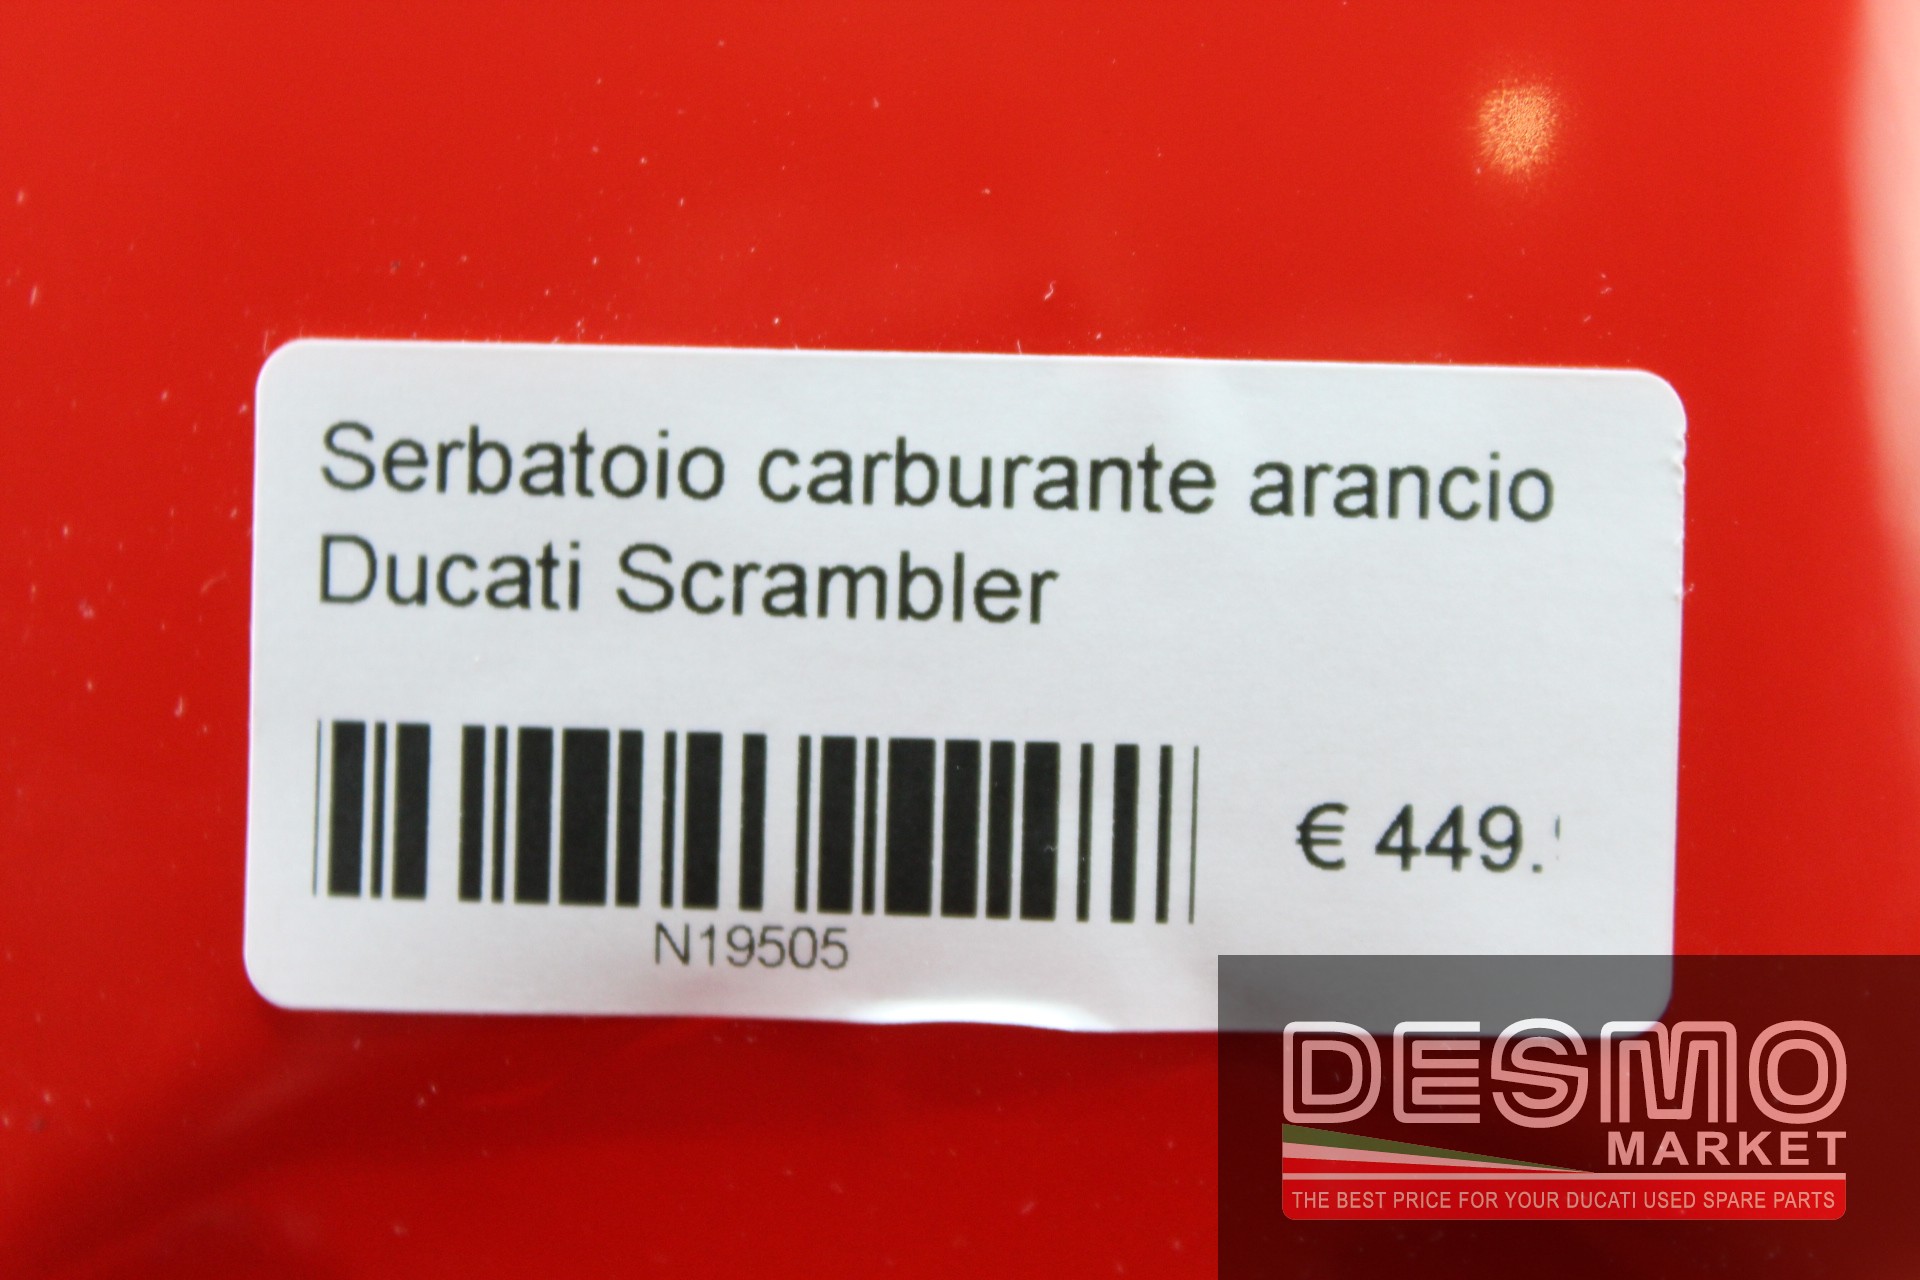 Serbatoio carburante arancio
Ducati Scrambler
€ 449.
N19505
DESMO
MARKET
THE BEST PRICE FOR YOUR DUCATI USED SPARE PARTS